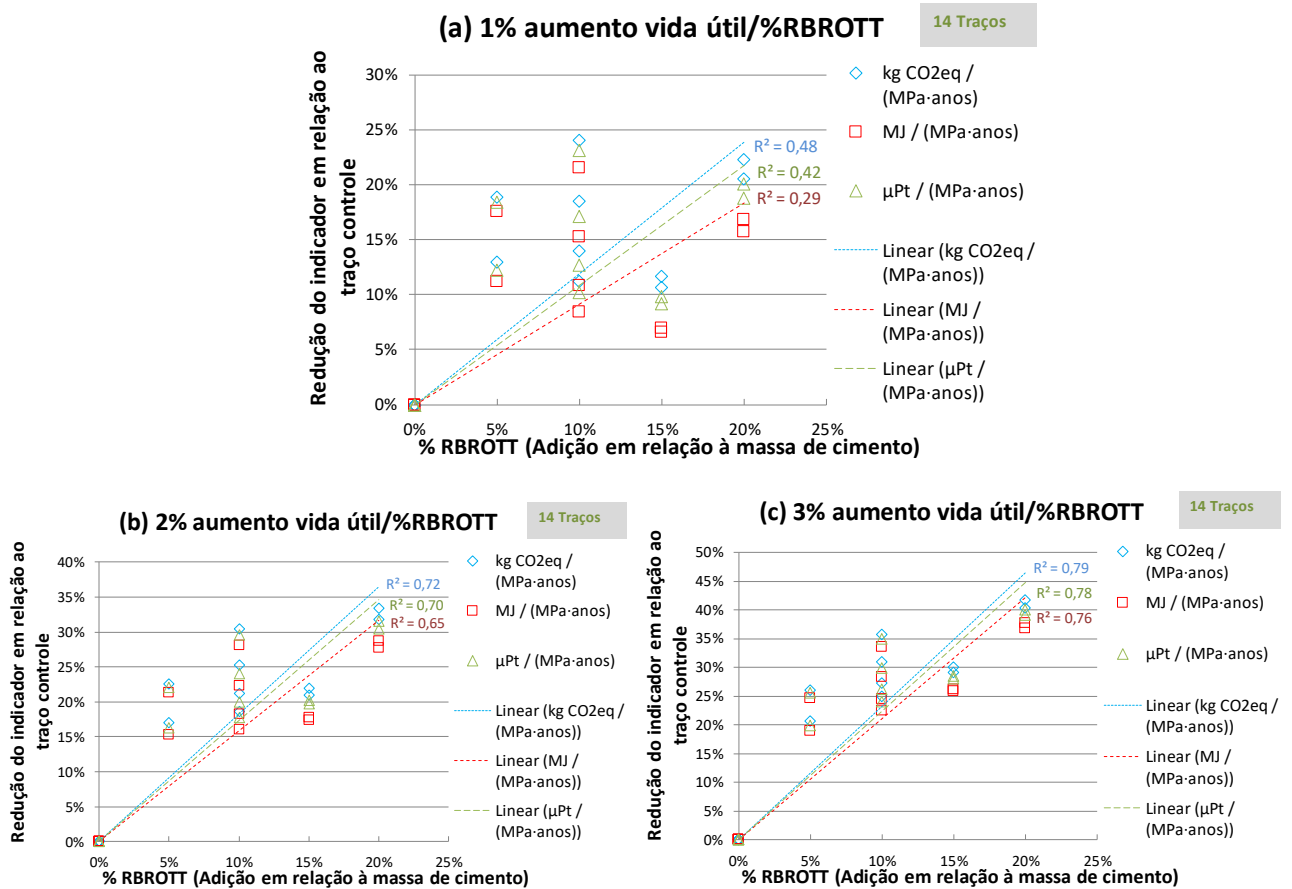 (a) 1% aumento vida útil/%RBROTT
14 Traços
Redução do indicador em relação ao
traço controle
30%
25%
20%
15%
10%
5%
0%
0%
5%
10%
15%
20%
25%
% RBROTT (Adição em relação à massa de cimento)
R² = 0,48
R² = 0,42
R² = 0,29
kg CO2eq /
(MPa·anos)
MJ / (MPa·anos)
µPt / (MPa·anos)
Linear (kg CO2eq /
(MPa·anos))
Linear (MJ /
(MPa·anos))
Linear (µPt /
(MPa·anos))
(b) 2% aumento vida útil/%RBROTT
14 Traços
Redução do indicador em relação ao
traço controle
40%
35%
30%
25%
20%
15%
10%
5%
0%
0%
5%
10%
15%
20%
25%
% RBROTT (Adição em relação à massa de cimento)
R² = 0,72
R² = 0,70
R² = 0,65
kg CO2eq /
(MPa·anos)
MJ / (MPa·anos)
µPt / (MPa·anos)
Linear (kg CO2eq /
(MPa·anos))
Linear (MJ /
(MPa·anos))
Linear (µPt /
(MPa·anos))
(c) 3% aumento vida útil/%RBROTT
14 Traços
Redução do indicador em relação ao
traço controle
50%
45%
40%
35%
30%
25%
20%
15%
10%
5%
0%
0%
5%
10%
15%
20%
25%
% RBROTT (Adição em relação à massa de cimento)
R² = 0,79
R² = 0,78
R² = 0,76
kg CO2eq /
(MPa·anos)
MJ / (MPa·anos)
µPt / (MPa·anos)
Linear (kg CO2eq /
(MPa·anos))
Linear (MJ /
(MPa·anos))
Linear (µPt /
(MPa·anos))